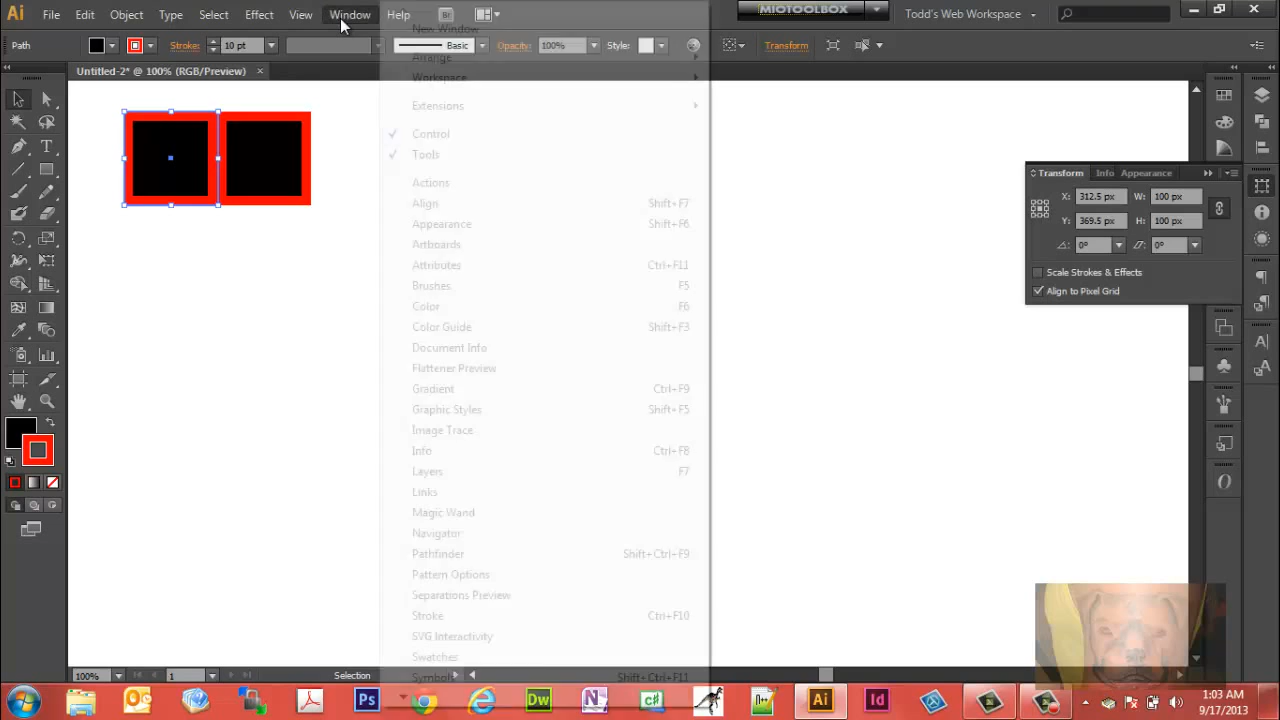 Ai File Edit Object Type Select Effect View Window Help Br MIOTOOLBOX Todd's Web Workspace
Path Stroke: 10 pt Basic Opacity: 100% Style: Transform
Untitled-2* @ 100% (RGB/Preview) ×
New Window
Arrange
Workspace
Extensions
Control
Tools
Actions
Align Shift+F7
Appearance Shift+F6
Artboards
Attributes Ctrl+F11
Brushes F5
Color F6
Color Guide Shift+F3
Document Info
Flattener Preview
Gradient Ctrl+F9
Graphic Styles Shift+F5
Image Trace
Info Ctrl+F8
Layers F7
Links
Magic Wand
Navigator
Pathfinder Shift+Ctrl+F9
Pattern Options
Separations Preview
Stroke Ctrl+F10
SVG Interactivity
Swatches
Symbols Shift+Ctrl+F11
Transform Info Appearance
X: 312.5 px W: 100 px
Y: 369.5 px H: 100 px
0° 0°
Scale Strokes & Effects
Align to Pixel Grid
100% 1 Selection
Ps Dw N c# Ai Id
1:03 AM
9/17/2013